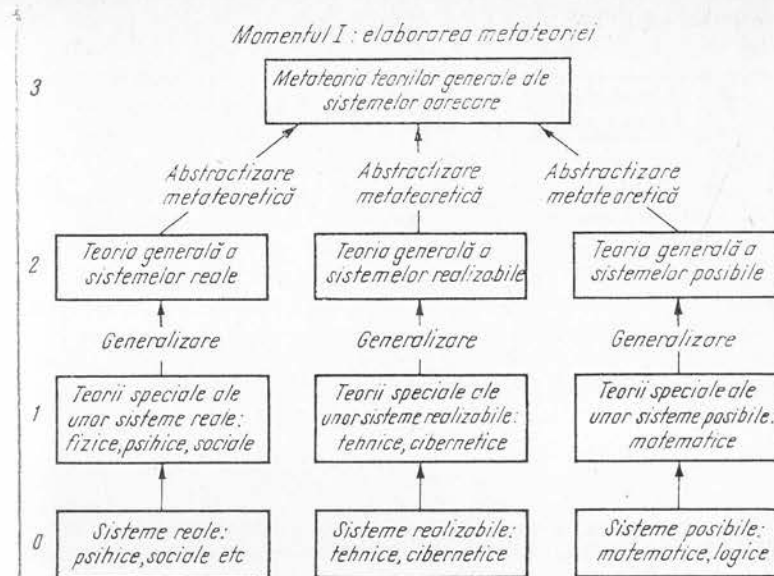 Momentul I: elaborarea metateoriei
3
Metateoria teoriilor generale ale
sistemelor oarecare
Abstractizare
metateoretică
Abstractizare
metateoretică
Abstractizare
metateoretică
2
Teoria generală a
sistemelor reale
Teoria generală a
sistemelor realizabile
Teoria generală a
sistemelor posibile
Generalizare
Generalizare
Generalizare
1
Teorii speciale ale
unor sisteme reale:
fizice, psihice, sociale
Teorii speciale ale
unor sisteme realizabile:
tehnice, cibernetice
Teorii speciale ale
unor sisteme posibile:
matematice
0
Sisteme reale:
psihice, sociale etc
Sisteme realizabile:
tehnice, cibernetice
Sisteme posibile:
matematice, logice